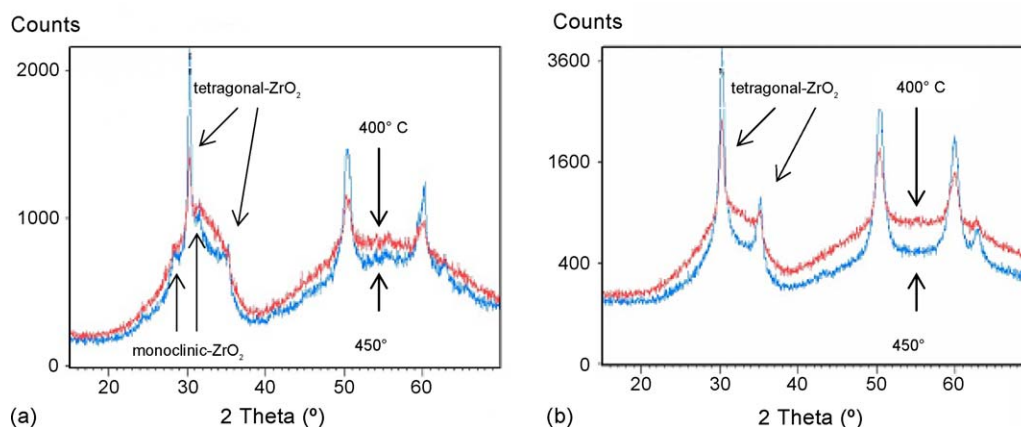 Counts
2000
1000
0
tetragonal-ZrO₂
400° C
monoclinic-ZrO₂
450°
20 30 40 50 60
(a) 2 Theta (º)
Counts
3600
1600
400
0
tetragonal-ZrO₂
400° C
450°
20 30 40 50 60
(b) 2 Theta (º)